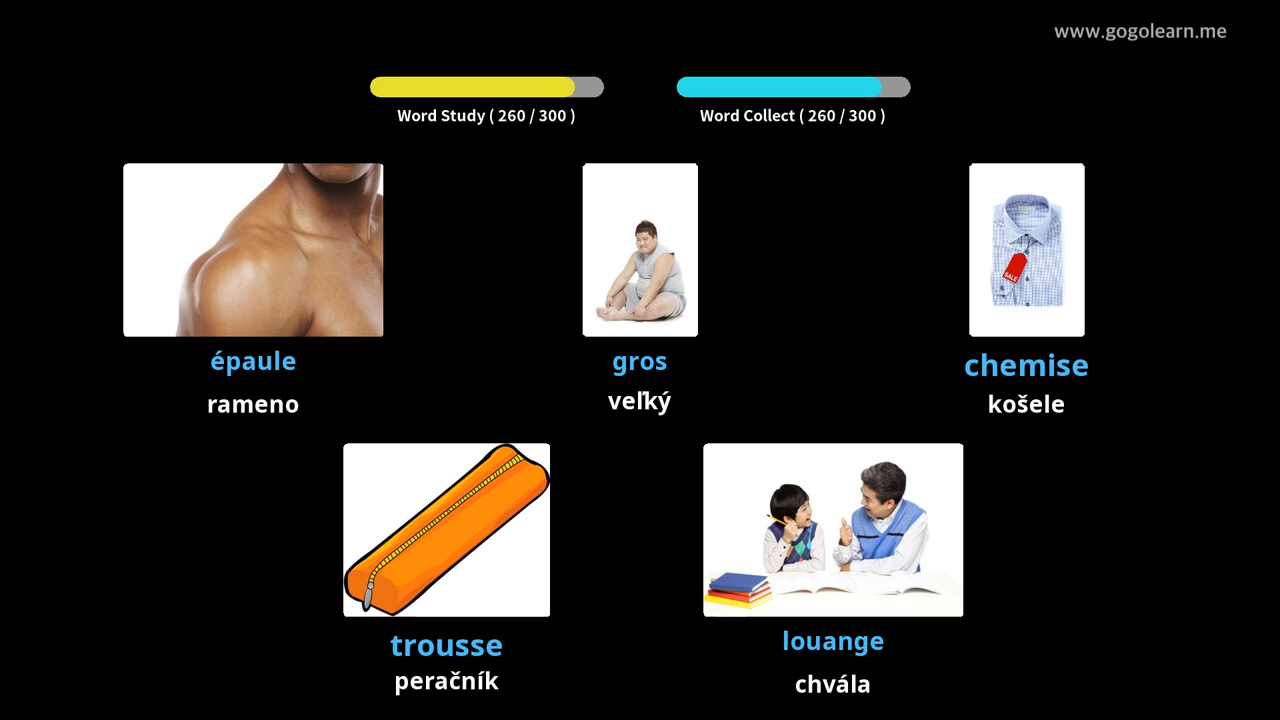 www.gogolearn.me
Word Study ( 260 / 300 )
Word Collect ( 260 / 300 )
épaule
rameno
gros
veľký
SALE
chemise
košele
trousse
peračník
louange
chvála